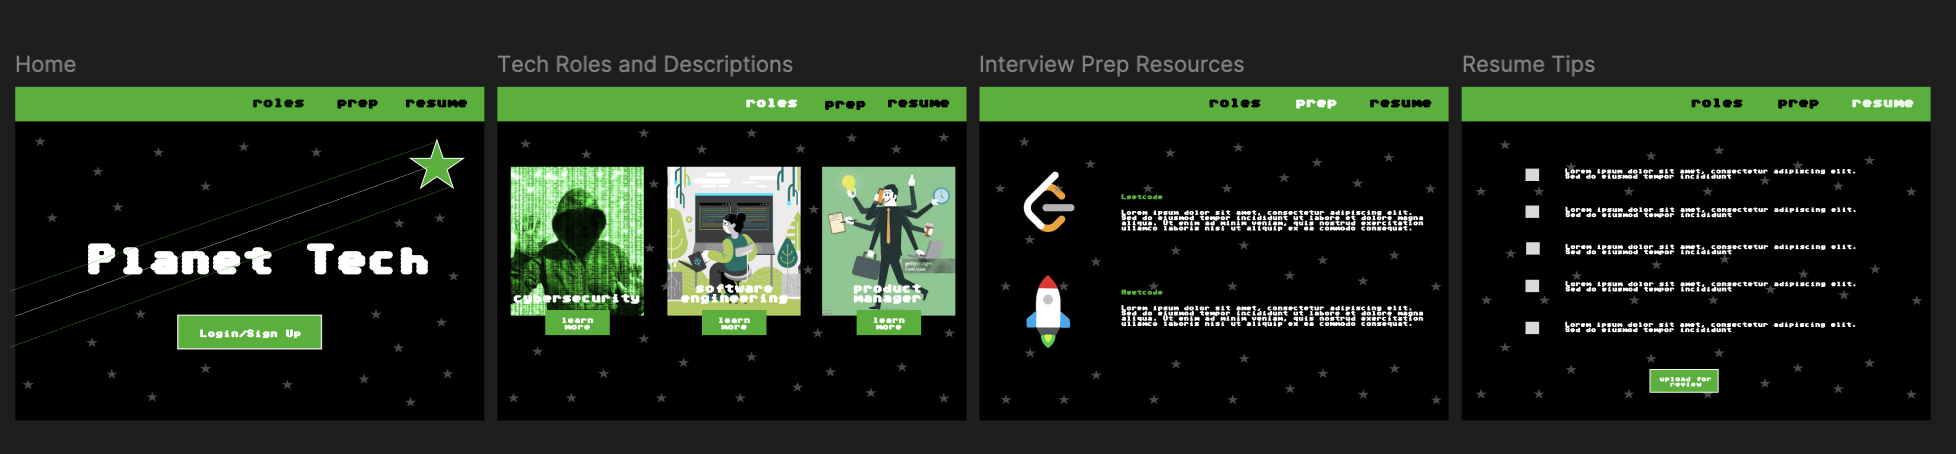 Home
roles prep resume
Planet Tech
Login/Sign Up
Tech Roles and Descriptions
roles prep resume
cybersecurity
learn
more
software
engineering
learn
more
gettyimages
product
manager
learn
more
Interview Prep Resources
roles prep resume
Leetcode
Lorem ipsum dolor sit amet, consectetur adipiscing elit.
Sed do eiusmod tempor incididunt ut labore et dolore magna
aliqua. Ut enim ad minim veniam, quis nostrud exercitation
ullamco laboris nisi ut aliquip ex ea commodo consequat.
Neetcode
Lorem ipsum dolor sit amet, consectetur adipiscing elit.
Sed do eiusmod tempor incididunt ut labore et dolore magna
aliqua. Ut enim ad minim veniam, quis nostrud exercitation
ullamco laboris nisi ut aliquip ex ea commodo consequat.
Resume Tips
roles prep resume
Lorem ipsum dolor sit amet, consectetur adipiscing elit.
Sed do eiusmod tempor incididunt
Lorem ipsum dolor sit amet, consectetur adipiscing elit.
Sed do eiusmod tempor incididunt
Lorem ipsum dolor sit amet, consectetur adipiscing elit.
Sed do eiusmod tempor incididunt
Lorem ipsum dolor sit amet, consectetur adipiscing elit.
Sed do eiusmod tempor incididunt
Lorem ipsum dolor sit amet, consectetur adipiscing elit.
Sed do eiusmod tempor incididunt
upload for
review